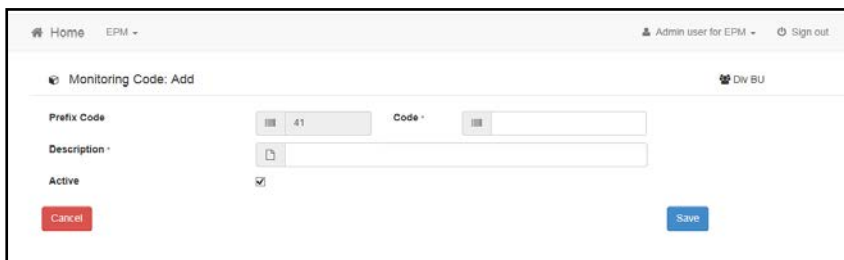 Home EPM Admin user for EPM Sign out
Monitoring Code: Add Div BU
Prefix Code 41 Code *
Description *
Active
Cancel Save